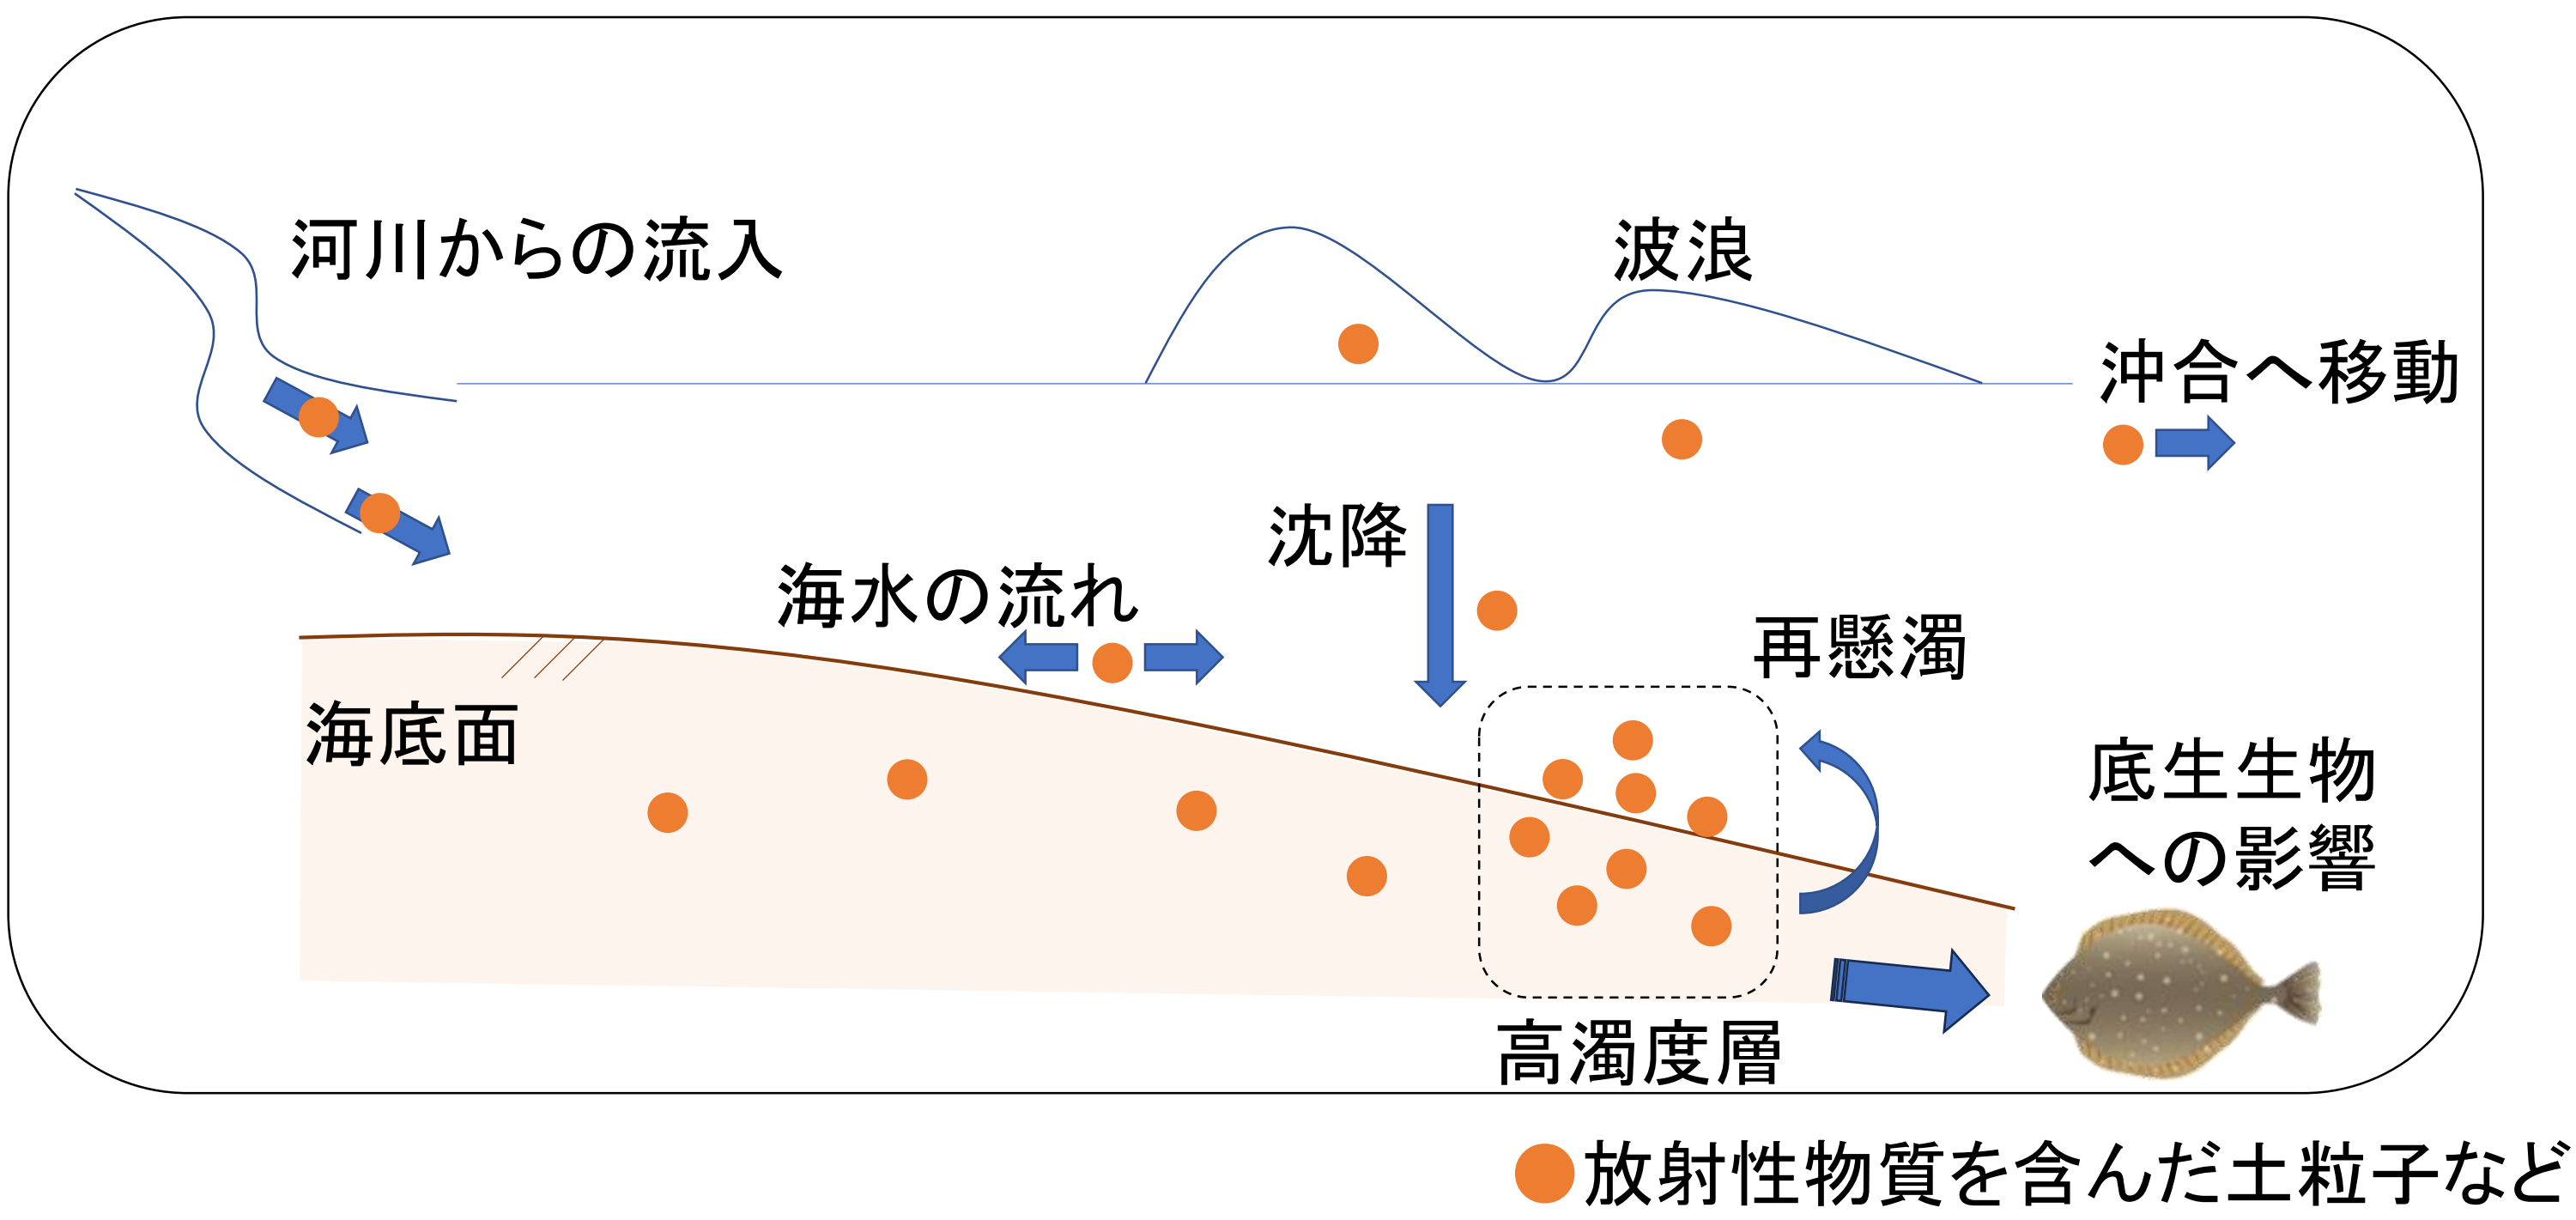 河川からの流入
波浪
沖合へ移動
沈降
海水の流れ
再懸濁
海底面
底生生物
への影響
高濁度層
放射性物質を含んだ土粒子など